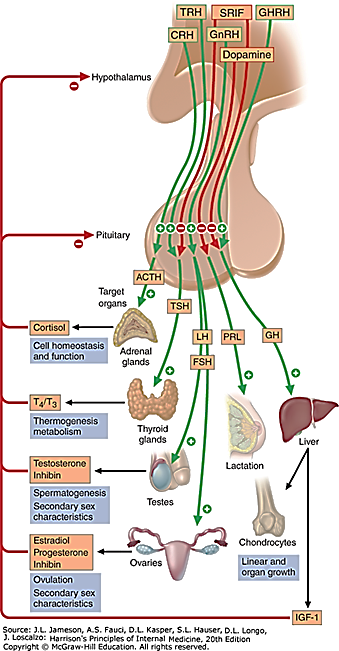 TRH SRIF GHRH
CRH GnRH
Dopamine
Hypothalamus
Pituitary
ACTH
Target
organs
TSH
Cortisol
Cell homeostasis
and function
Adrenal
glands
LH
FSH
PRL
GH
T4/T3
Thermogenesis
metabolism
Thyroid
glands
Lactation
Liver
Testosterone
Inhibin
Spermatogenesis
Secondary sex
characteristics
Testes
Chondrocytes
Linear and
organ growth
Estradiol
Progesterone
Inhibin
Ovulation
Secondary sex
characteristics
Ovaries
IGF-1
Source: J.L. Jameson, A.S. Fauci, D.L. Kasper, S.L. Hauser, D.L. Longo,
J. Loscalzo: Harrison's Principles of Internal Medicine, 20th Edition
Copyright © McGraw-Hill Education. All rights reserved.